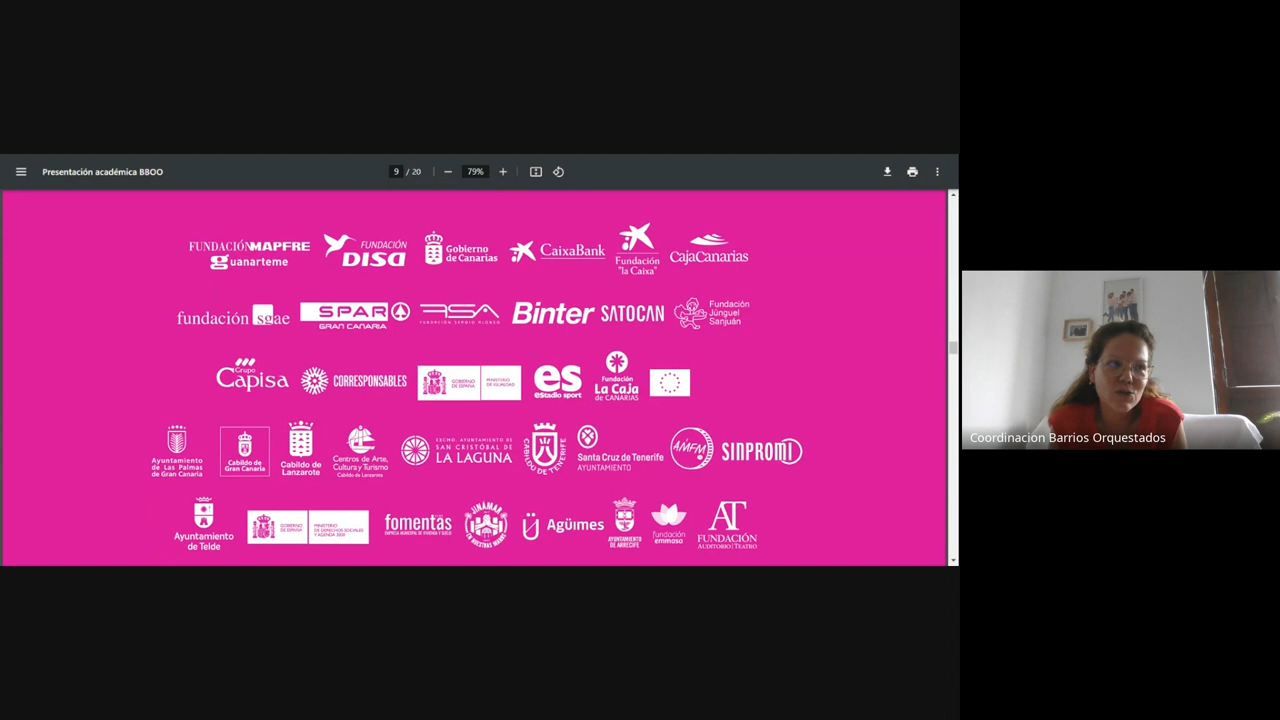 Presentación académica BBOO
9 / 20
79%
FUNDACIÓN MAPFRE
guanarteme
FUNDACIÓN
DISA
Gobierno
de Canarias
CaixaBank
Fundación
"la Caixa"
CajaCanarias
fundación sgae
SPAR
GRAN CANARIA
FUNDACIÓN SERGIO ALONSO
Binter
SATOCAN
Fundación
Júnguel
Sanjuán
Grupo
Capisa
CORRESPONSABLES
GOBIERNO
DE ESPAÑA
MINISTERIO
DE IGUALDAD
es
eStadio sport
Fundación
La Caja
de CANARIAS
Ayuntamiento
de Las Palmas
de Gran Canaria
Cabildo de
Gran Canaria
Cabildo de
Lanzarote
Centros de Arte,
Cultura y Turismo
Cabildo de Lanzarote
EXCMO. AYUNTAMIENTO DE
SAN CRISTÓBAL DE
LA LAGUNA
CABILDO DE TENERIFE
Santa Cruz de Tenerife
AYUNTAMIENTO
ANFM
SINPROMI
Ayuntamiento
de Telde
GOBIERNO
DE ESPAÑA
MINISTERIO
DE DERECHOS SOCIALES
Y AGENDA 2030
fomentas
EMPRESA MUNICIPAL DE VIVIENDA Y SUELO
JINÁMAR
EN NUESTRAS MANOS
Agüimes
AYUNTAMIENTO
DE ARRECIFE
fundación
emmasa
AT
FUNDACIÓN
AUDITORIO/TEATRO
Coordinacion Barrios Orquestados